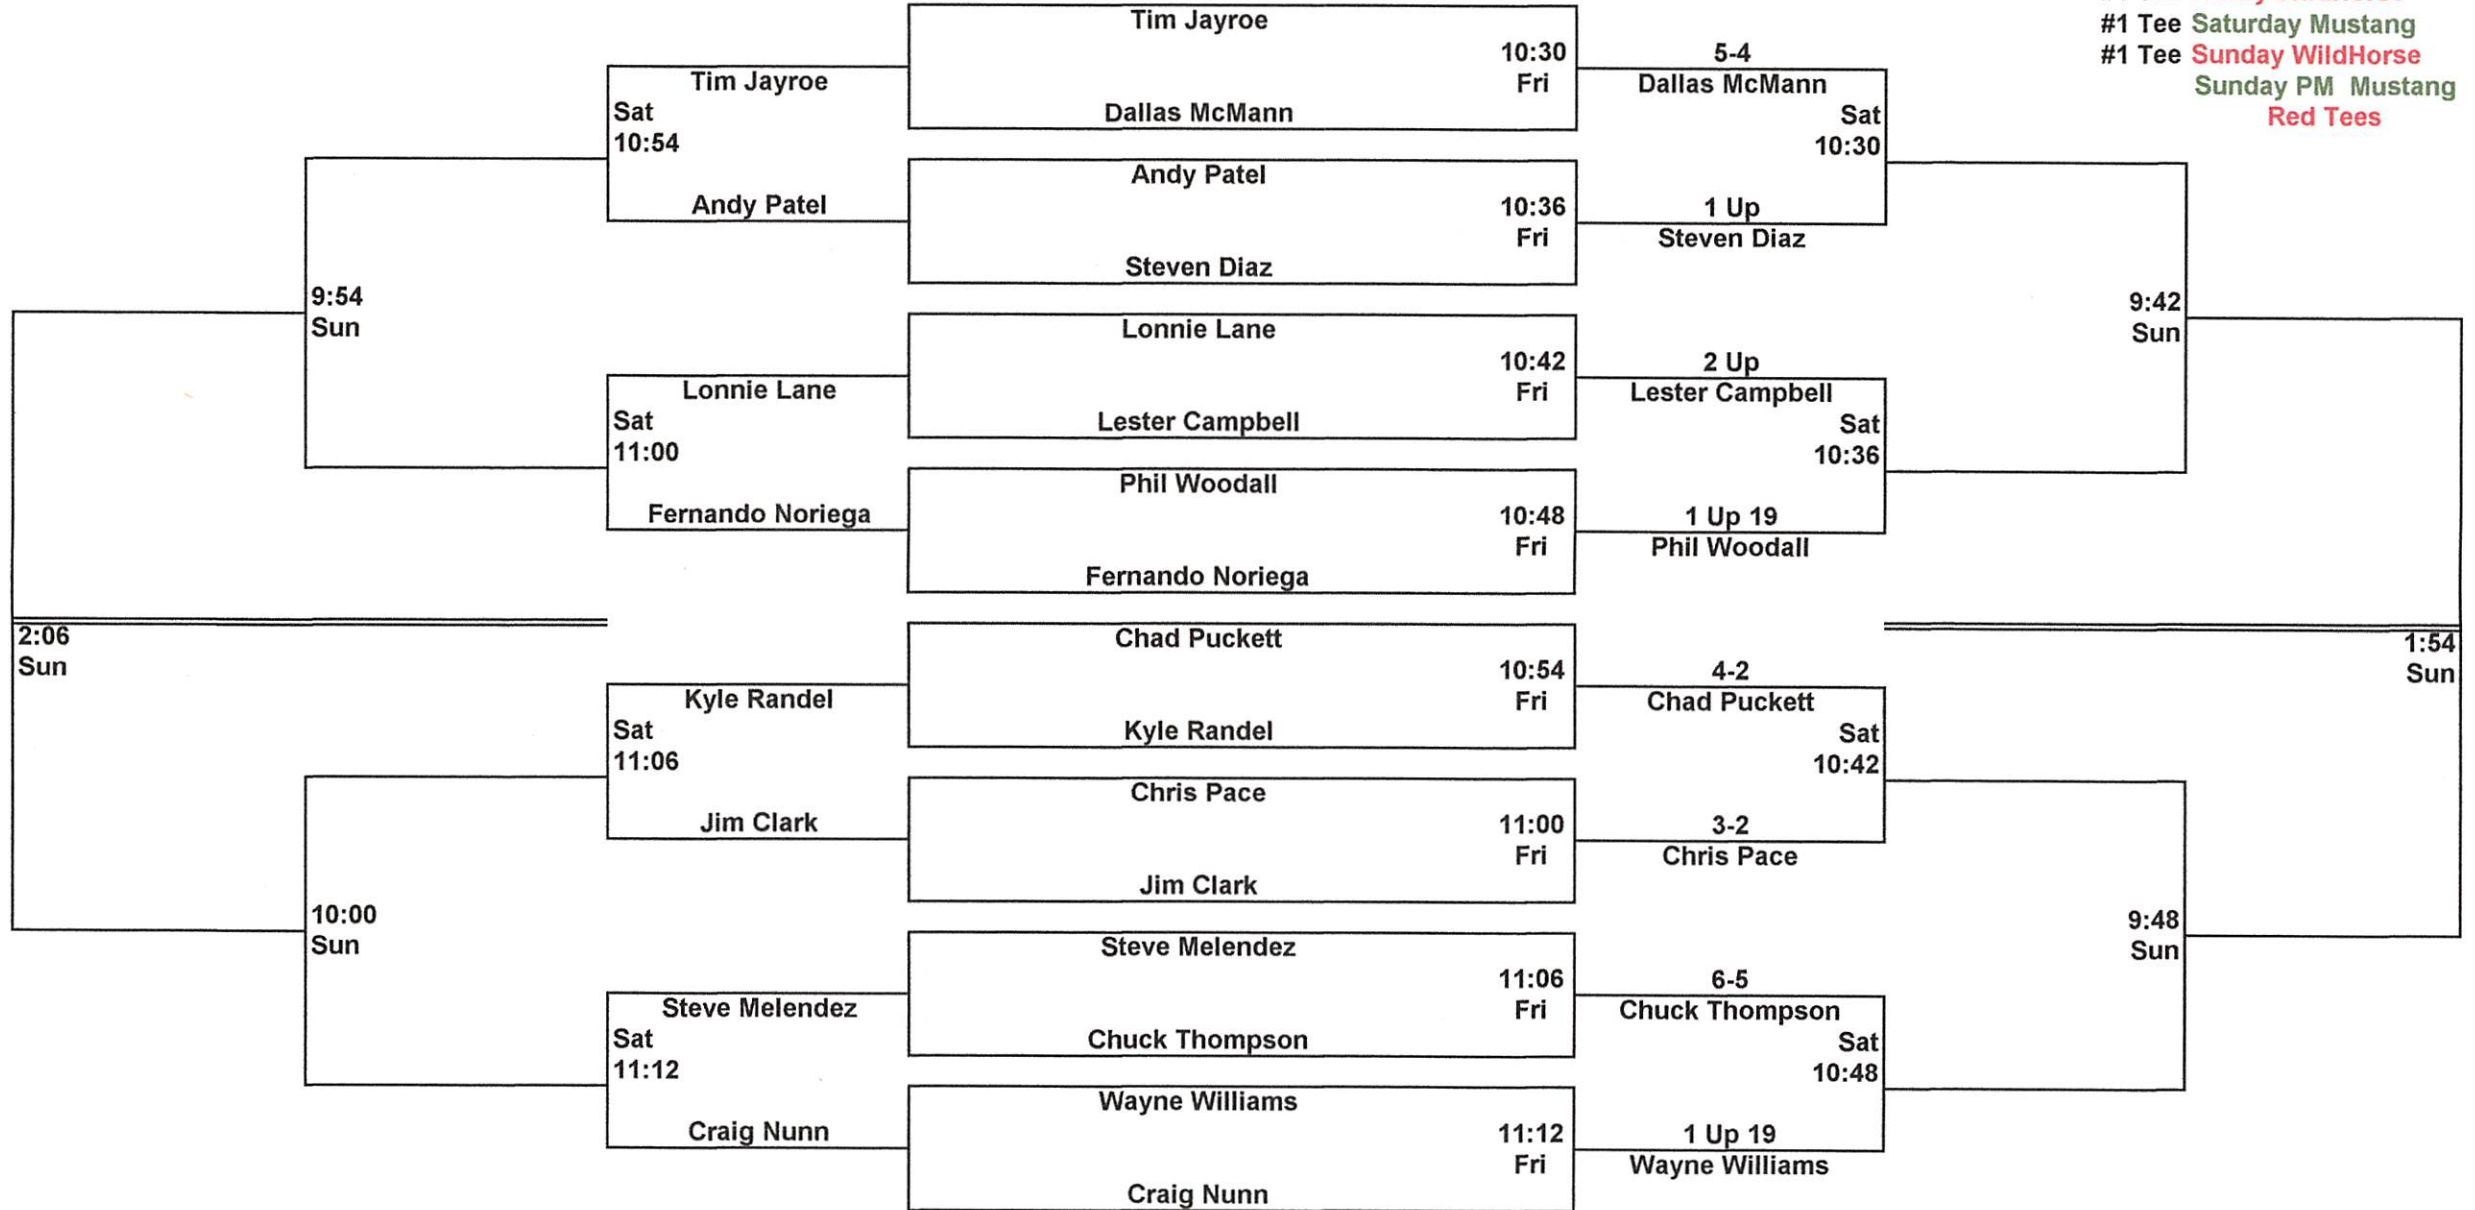 #1 Tee Saturday Mustang
#1 Tee Sunday WildHorse
Sunday PM Mustang
Red Tees
Tim Jayroe
10:30
Fri
Dallas McMann
Andy Patel
10:36
Fri
Steven Diaz
Lonnie Lane
10:42
Fri
Lester Campbell
Phil Woodall
10:48
Fri
Fernando Noriega
Chad Puckett
10:54
Fri
Kyle Randel
Chris Pace
11:00
Fri
Jim Clark
Steve Melendez
11:06
Fri
Chuck Thompson
Wayne Williams
11:12
Fri
Craig Nunn
Tim Jayroe
Sat
10:54
Andy Patel
Lonnie Lane
Sat
11:00
Fernando Noriega
Kyle Randel
Sat
11:06
Jim Clark
Steve Melendez
Sat
11:12
Craig Nunn
9:54
Sun
10:00
Sun
2:06
Sun
5-4
Dallas McMann
Sat
10:30
1 Up
Steven Diaz
2 Up
Lester Campbell
Sat
10:36
1 Up 19
Phil Woodall
4-2
Chad Puckett
Sat
10:42
3-2
Chris Pace
6-5
Chuck Thompson
Sat
10:48
1 Up 19
Wayne Williams
9:42
Sun
9:48
Sun
1:54
Sun